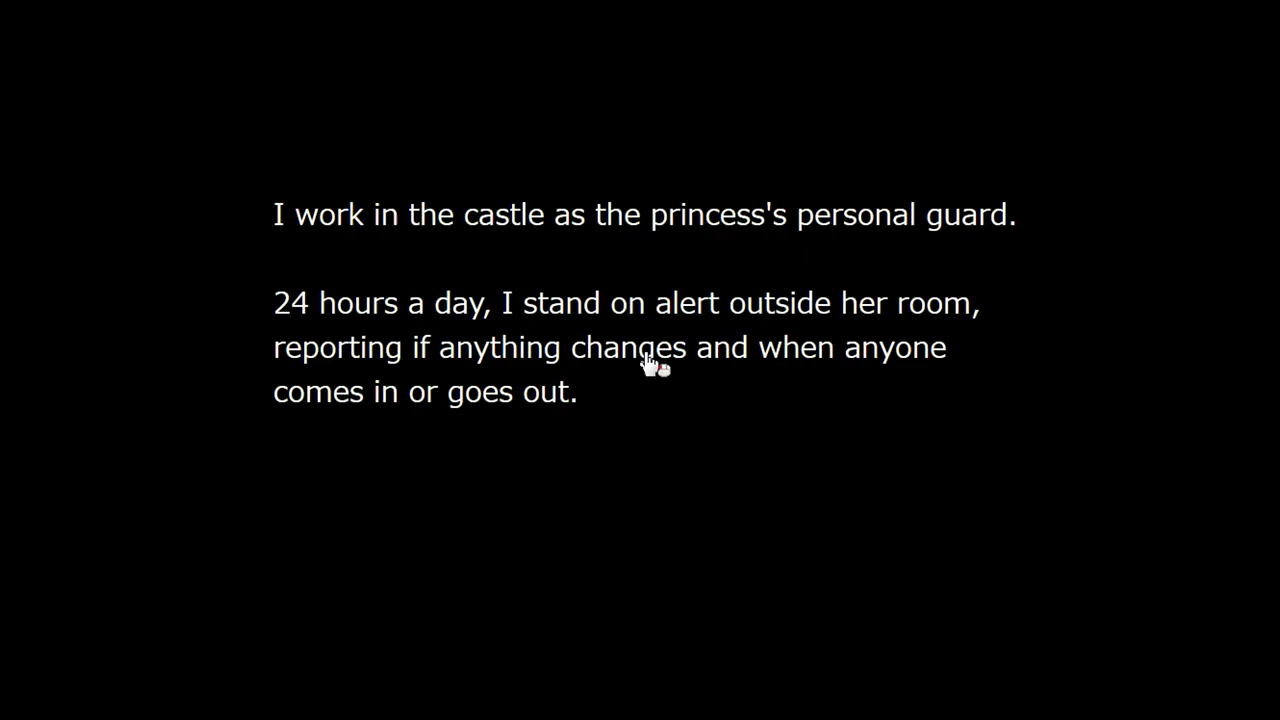 I work in the castle as the princess's personal guard.
24 hours a day, I stand on alert outside her room,
reporting if anything changes and when anyone
comes in or goes out.